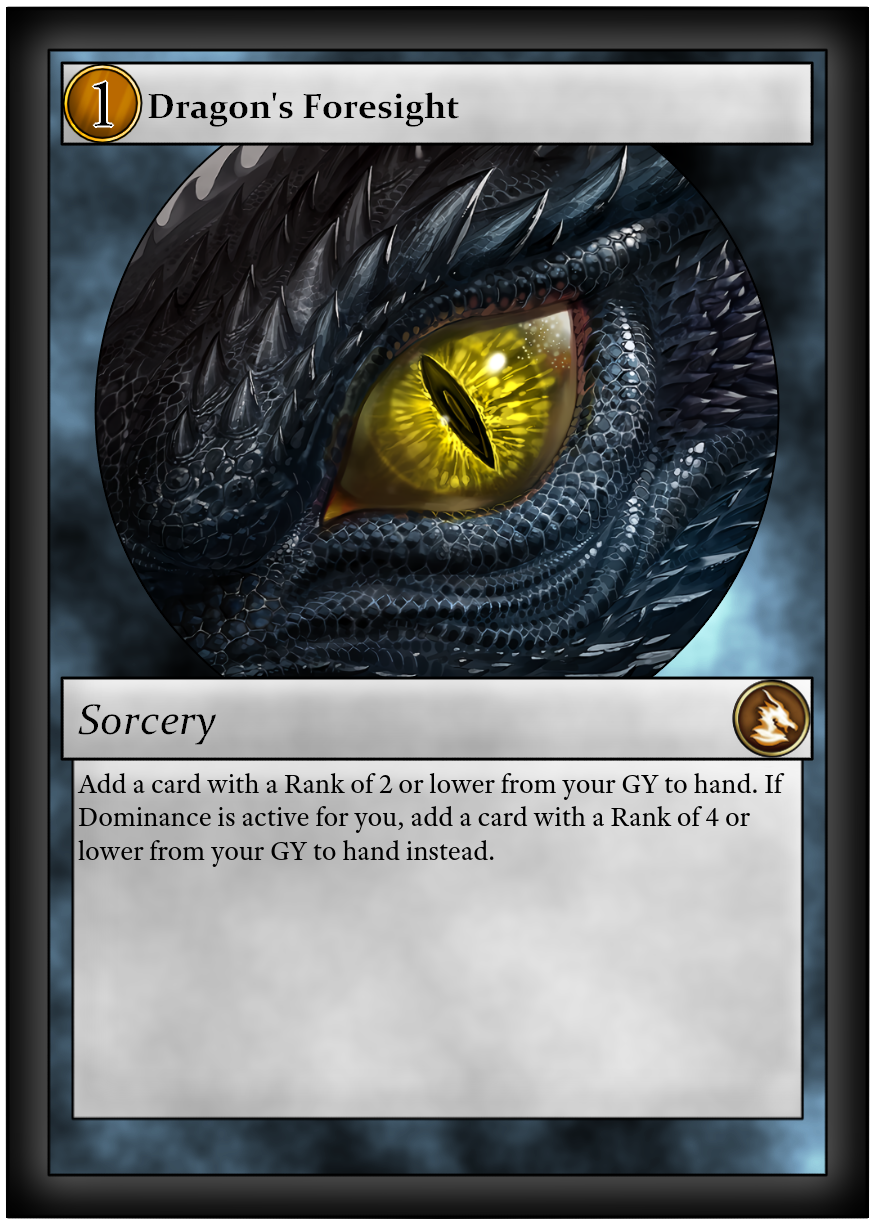 1 Dragon's Foresight
Sorcery
Add a card with a Rank of 2 or lower from your GY to hand. If
Dominance is active for you, add a card with a Rank of 4 or
lower from your GY to hand instead.